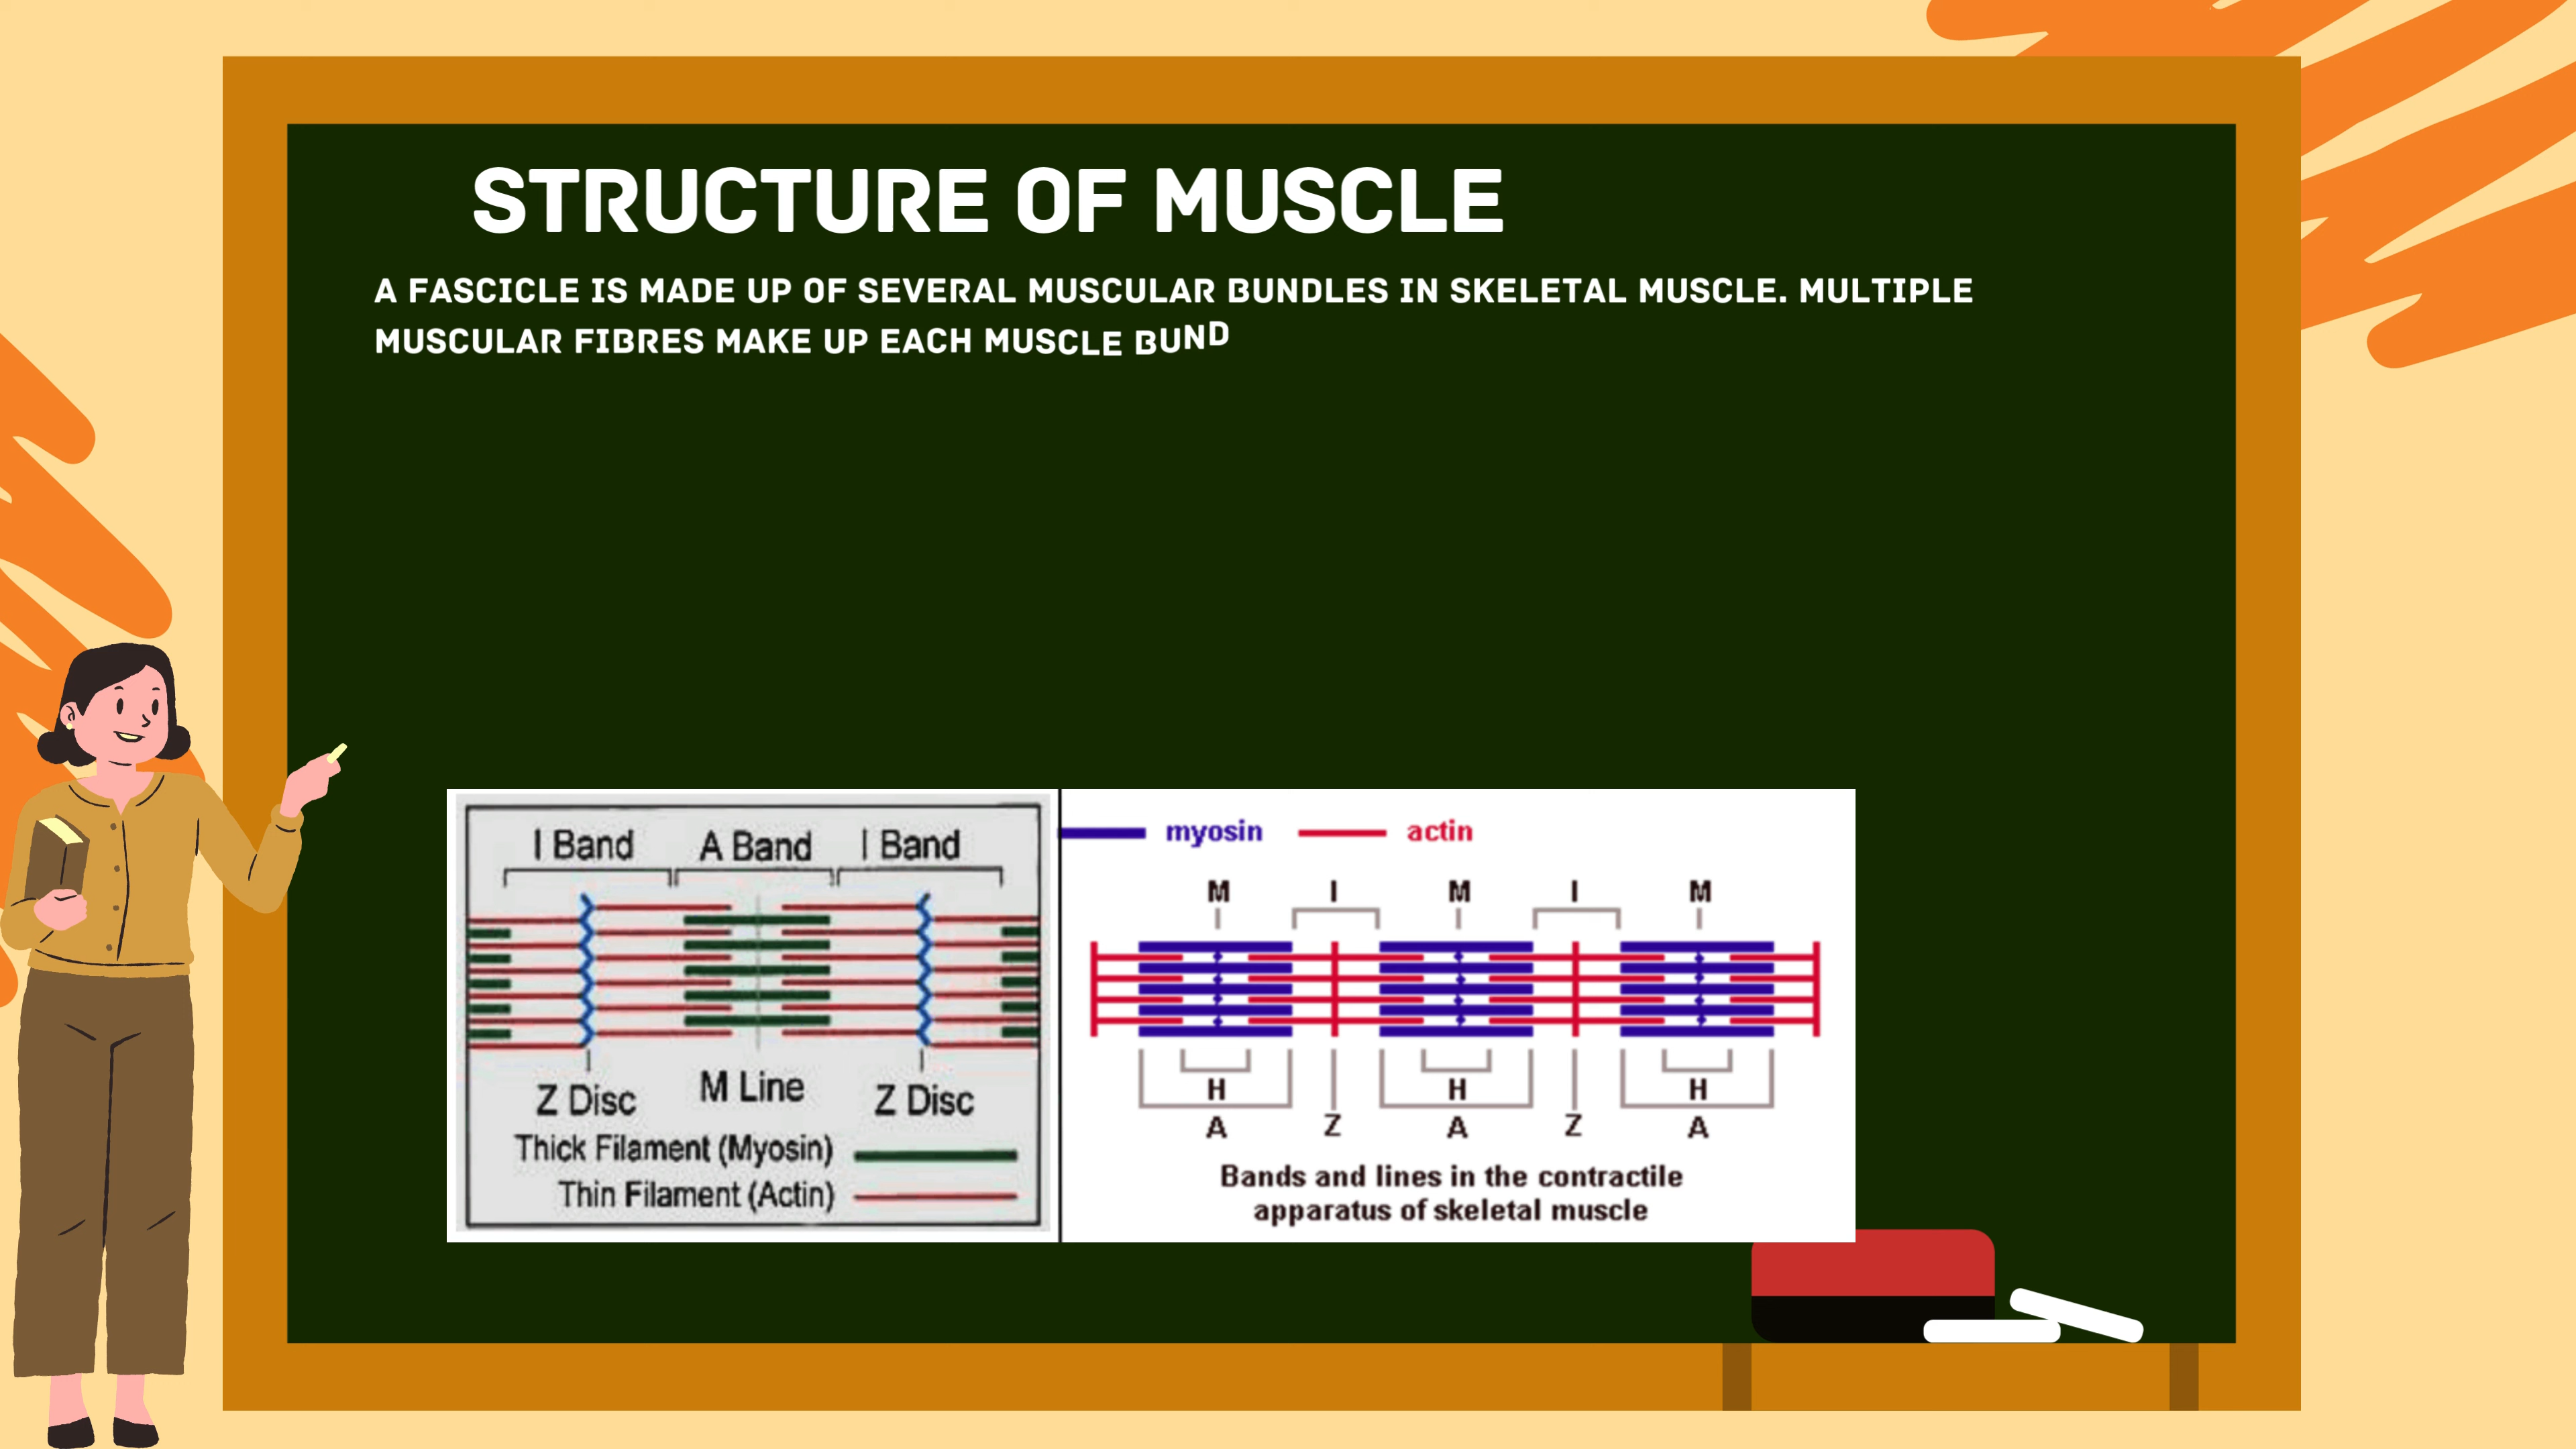 STRUCTURE OF MUSCLE
A FASCICLE IS MADE UP OF SEVERAL MUSCULAR BUNDLES IN SKELETAL MUSCLE. MULTIPLE
MUSCULAR FIBRES MAKE UP EACH MUSCLE BUND
I Band A Band I Band
Z Disc M Line Z Disc
Thick Filament (Myosin)
Thin Filament (Actin)
myosin actin
M I M I M
H H H
A Z A Z A
Bands and lines in the contractile
apparatus of skeletal muscle